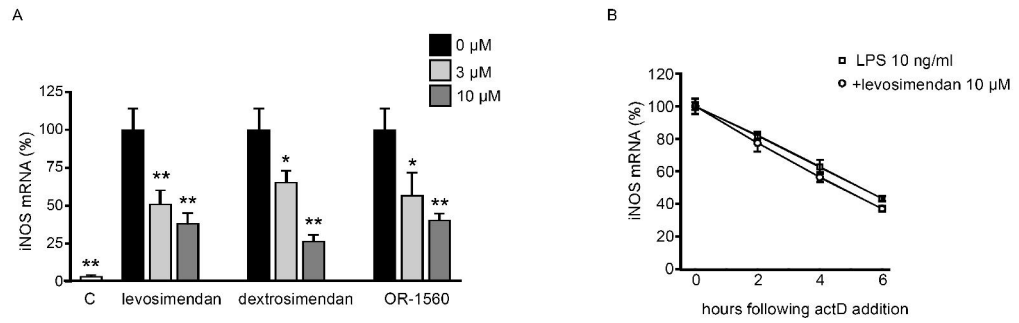 A
0 µM
3 µM
10 µM
iNOS mRNA (%)
125
100
75
50
25
0
**
**
**
*
**
*
**
C
levosimendan
dextrosimendan
OR-1560
B
LPS 10 ng/ml
+levosimendan 10 µM
iNOS mRNA (%)
120
100
80
60
40
20
0
0 2 4 6
hours following actD addition